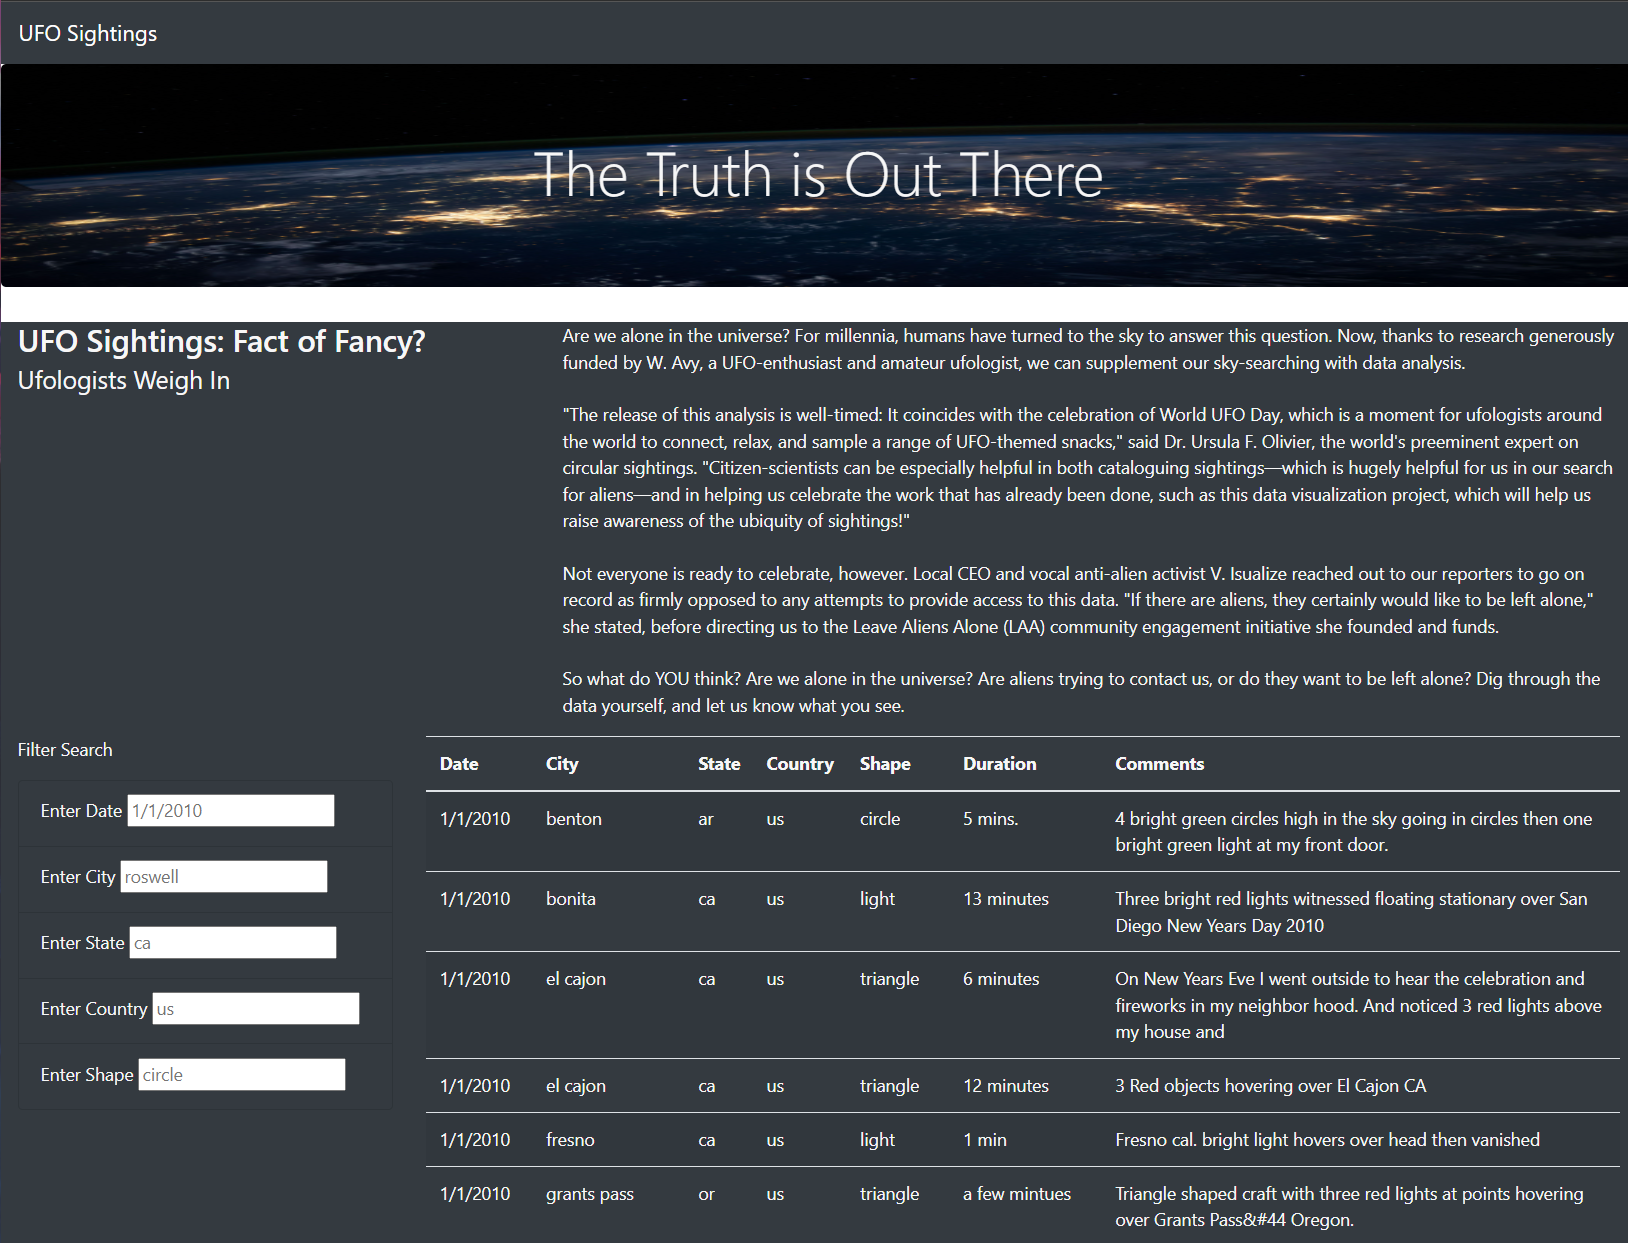 UFO Sightings
The Truth is Out There
UFO Sightings: Fact of Fancy?
Ufologists Weigh In
Are we alone in the universe? For millennia, humans have turned to the sky to answer this question. Now, thanks to research generously
funded by W. Avy, a UFO-enthusiast and amateur ufologist, we can supplement our sky-searching with data analysis.
"The release of this analysis is well-timed: It coincides with the celebration of World UFO Day, which is a moment for ufologists around
the world to connect, relax, and sample a range of UFO-themed snacks," said Dr. Ursula F. Olivier, the world's preeminent expert on
circular sightings. "Citizen-scientists can be especially helpful in both cataloguing sightings—which is hugely helpful for us in our search
for aliens—and in helping us celebrate the work that has already been done, such as this data visualization project, which will help us
raise awareness of the ubiquity of sightings!"
Not everyone is ready to celebrate, however. Local CEO and vocal anti-alien activist V. Isualize reached out to our reporters to go on
record as firmly opposed to any attempts to provide access to this data. "If there are aliens, they certainly would like to be left alone,"
she stated, before directing us to the Leave Aliens Alone (LAA) community engagement initiative she founded and funds.
So what do YOU think? Are we alone in the universe? Are aliens trying to contact us, or do they want to be left alone? Dig through the
data yourself, and let us know what you see.
Filter Search
Enter Date 1/1/2010
Enter City roswell
Enter State ca
Enter Country us
Enter Shape circle
Date City State Country Shape Duration Comments
1/1/2010 benton ar us circle 5 mins. 4 bright green circles high in the sky going in circles then one
bright green light at my front door.
1/1/2010 bonita ca us light 13 minutes Three bright red lights witnessed floating stationary over San
Diego New Years Day 2010
1/1/2010 el cajon ca us triangle 6 minutes On New Years Eve I went outside to hear the celebration and
fireworks in my neighbor hood. And noticed 3 red lights above
my house and
1/1/2010 el cajon ca us triangle 12 minutes 3 Red objects hovering over El Cajon CA
1/1/2010 fresno ca us light 1 min Fresno cal. bright light hovers over head then vanished
1/1/2010 grants pass or us triangle a few mintues Triangle shaped craft with three red lights at points hovering
over Grants Pass&#44 Oregon.